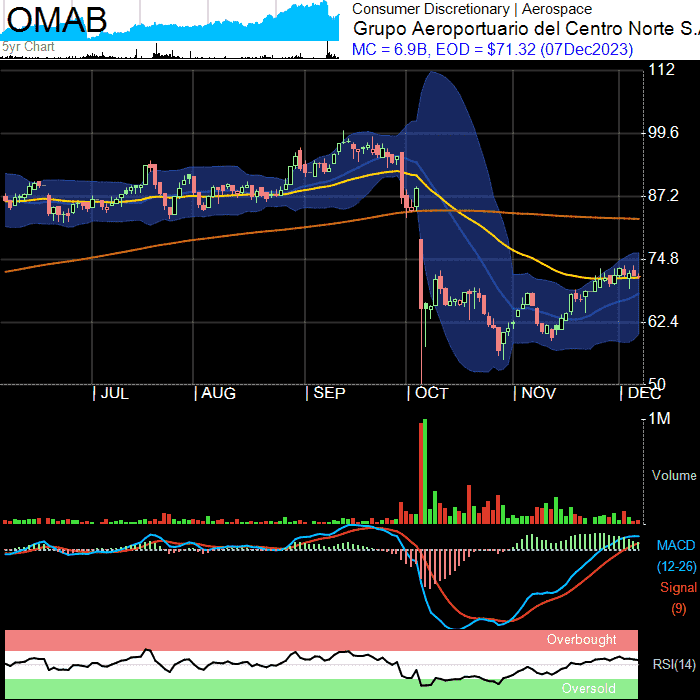 OMAB
5yr Chart
Consumer Discretionary | Aerospace
Grupo Aeroportuario del Centro Norte S.A
MC = 6.9B, EOD = $71.32 (07Dec2023)
112
99.6
87.2
74.8
62.4
50
JUL
AUG
SEP
OCT
NOV
DEC
1M
Volume
MACD
(12-26)
Signal
(9)
Overbought
RSI(14)
Oversold